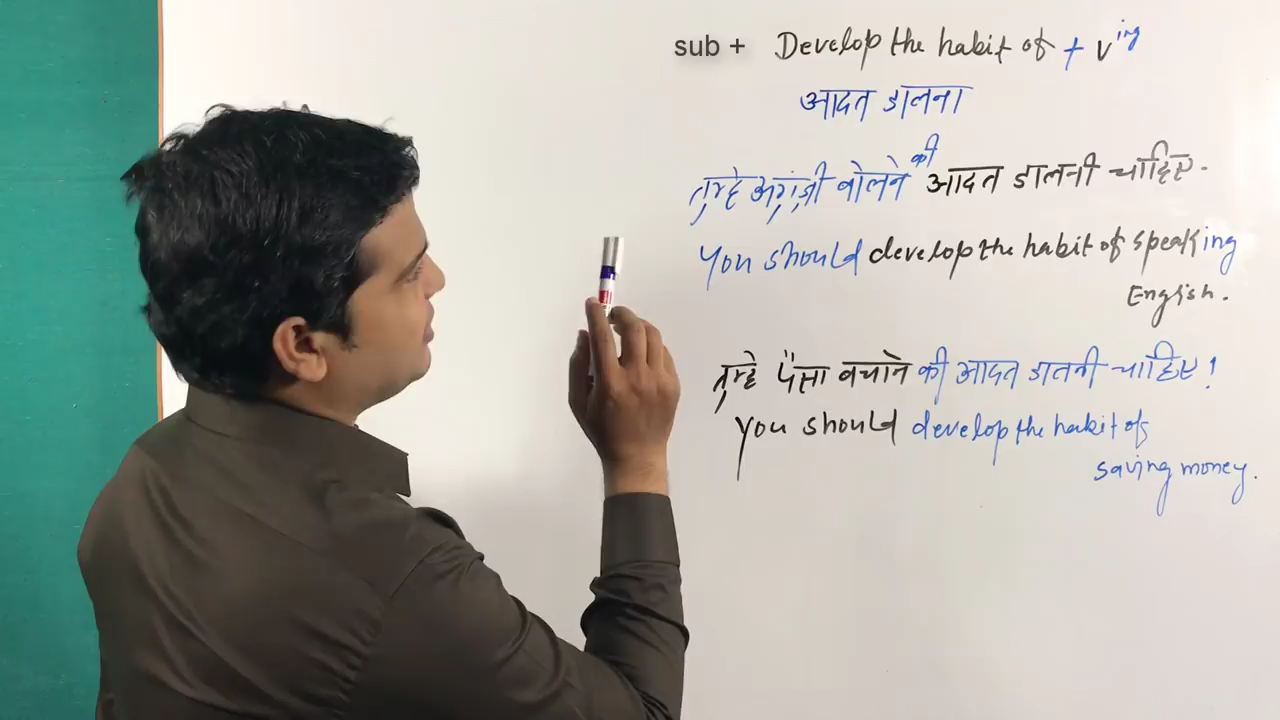 sub + Develop the habit of + v ing
आदत डालना
तुम्हे अंग्रेजी बोलने की आदत डालनी चाहिए.
You should develop the habit of speaking
English.
तुम्हे पैसा बचाने की आदत डालनी चाहिए!
You should develop the habit of
saving money.